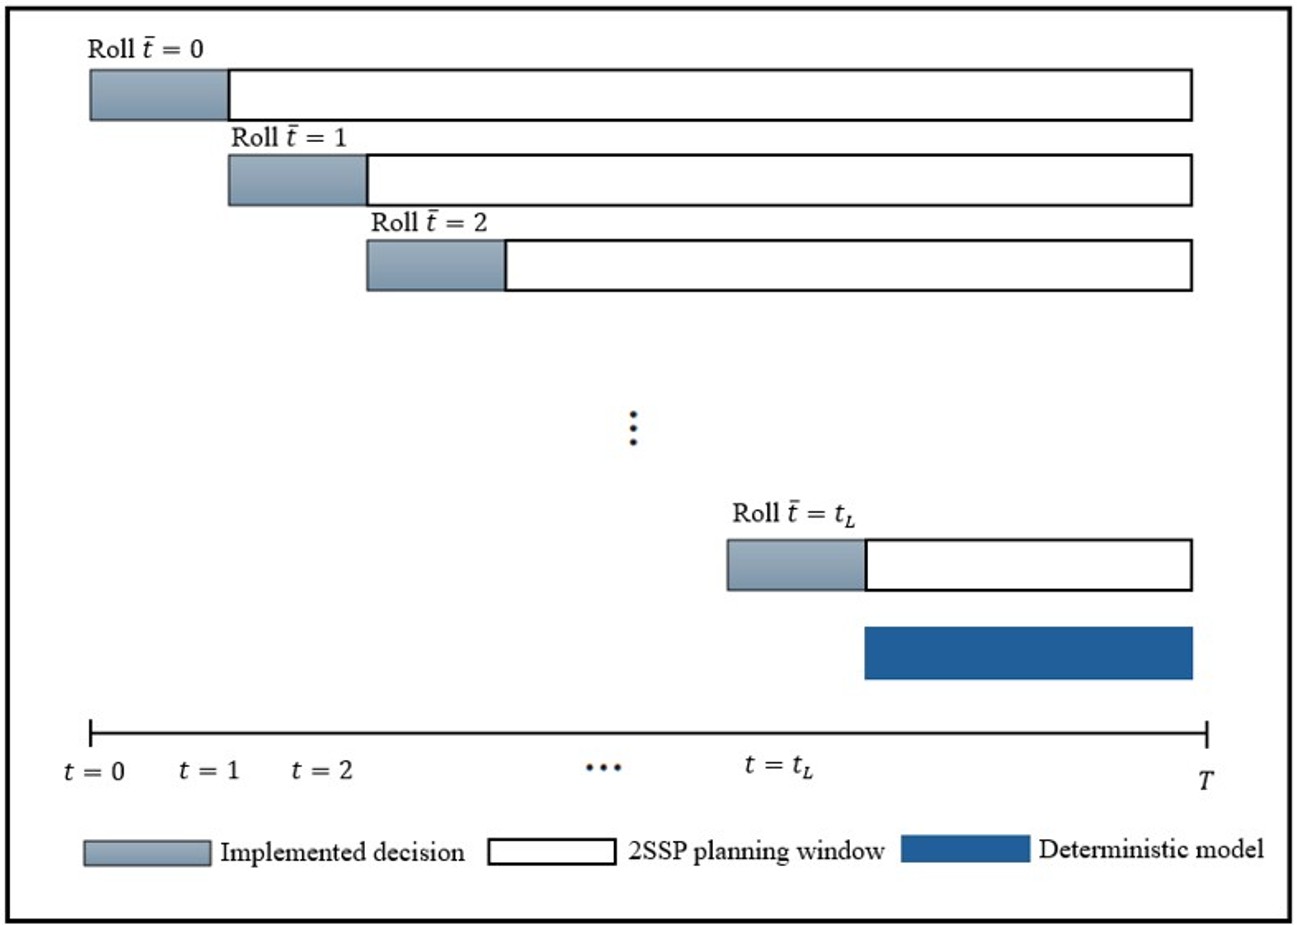 Roll t̄ = 0
Roll t̄ = 1
Roll t̄ = 2
⋮
Roll t̄ = t_L
t = 0 t = 1 t = 2 ••• t = t_L T
Implemented decision 2SSP planning window Deterministic model